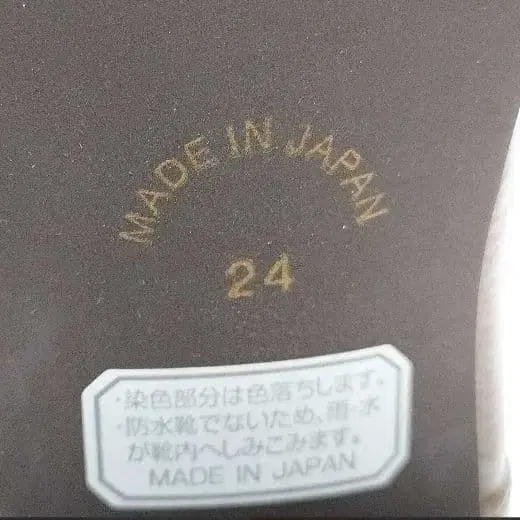 MADE IN JAPAN
24
・染色部分は色落ちします。
・防水靴でないため、雨・水
が靴内へしみこみます。
MADE IN JAPAN